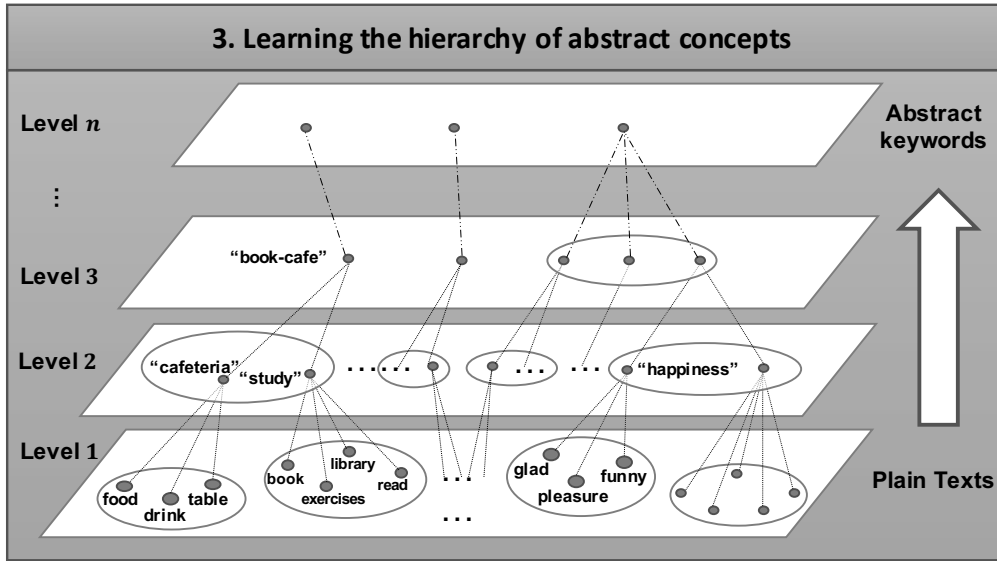 3. Learning the hierarchy of abstract concepts
Level n
Abstract
keywords
⋮
"book-cafe"
Level 3
Level 2
"cafeteria"
"study"
......
...
...
"happiness"
Level 1
library
book
read
exercises
food
table
drink
...
...
glad
funny
pleasure
Plain Texts